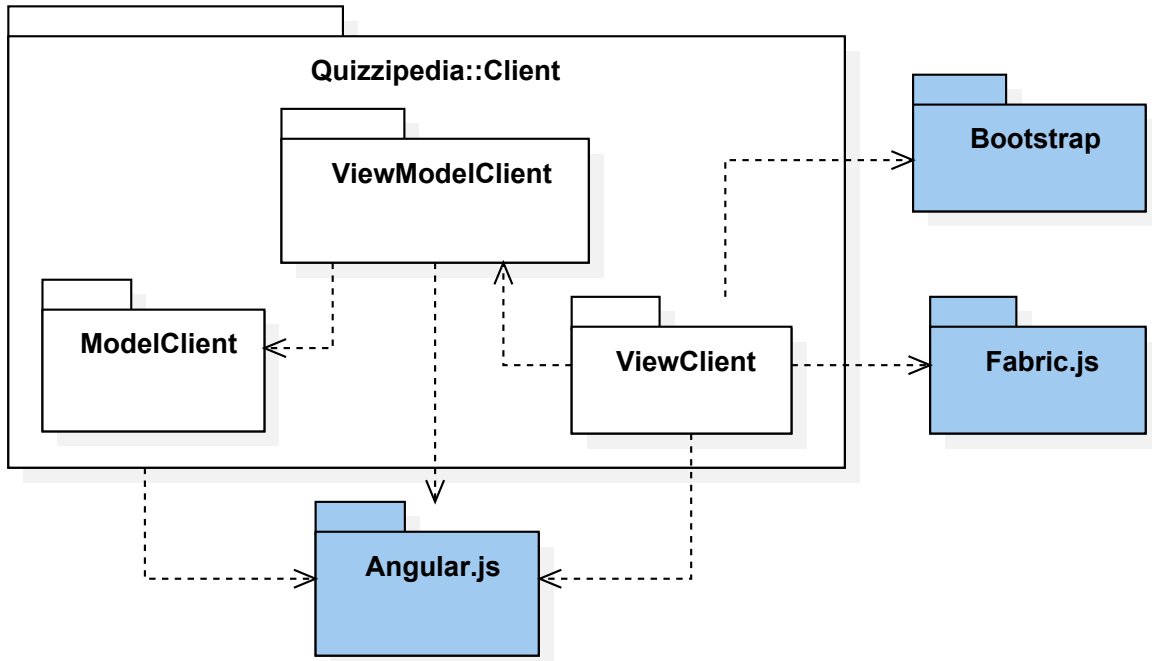 Quizzipedia::Client
Bootstrap
ViewModelClient
ModelClient
ViewClient
Fabric.js
Angular.js